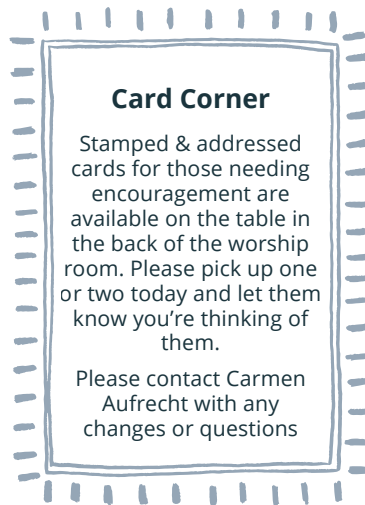 Card Corner
Stamped & addressed
cards for those needing
encouragement are
available on the table in
the back of the worship
room. Please pick up one
or two today and let them
know you’re thinking of
them.
Please contact Carmen
Aufrecht with any
changes or questions